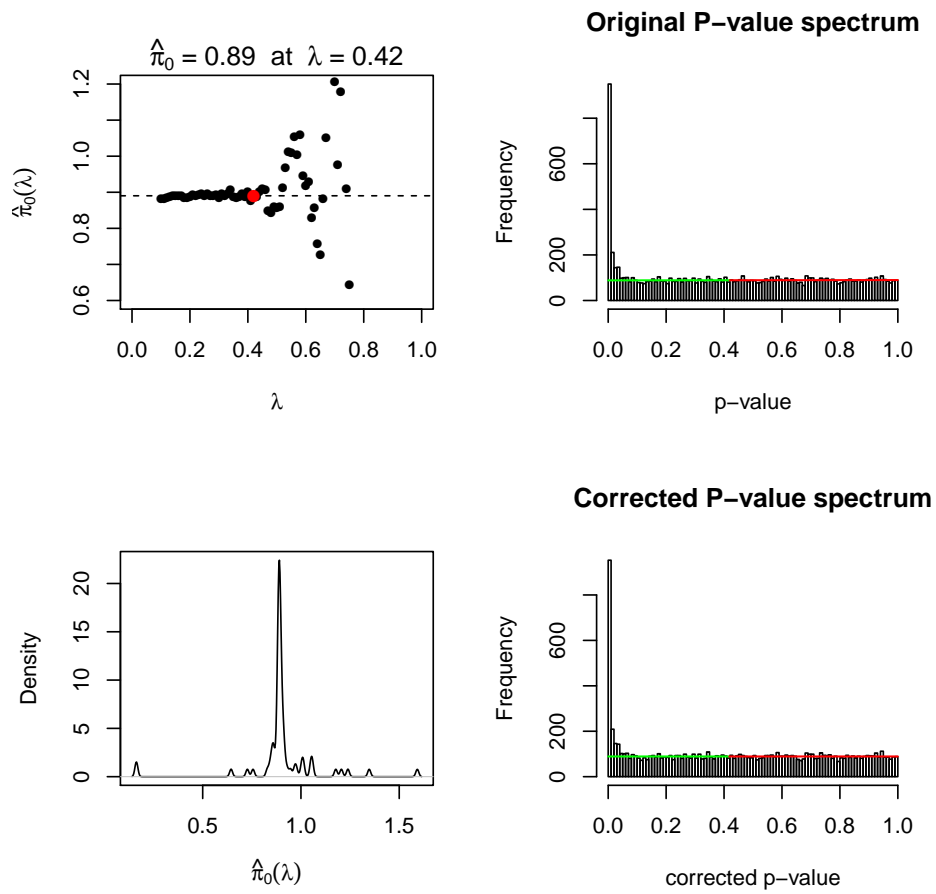 π̂₀ = 0.89 at λ = 0.42
π̂₀(λ)
0.6 0.8 1.0 1.2
0.0 0.2 0.4 0.6 0.8 1.0
λ
Original P−value spectrum
Frequency
0 200 600
0.0 0.2 0.4 0.6 0.8 1.0
p−value
Density
0 5 10 15 20
0.5 1.0 1.5
π̂₀(λ)
Corrected P−value spectrum
Frequency
0 200 600
0.0 0.2 0.4 0.6 0.8 1.0
corrected p−value